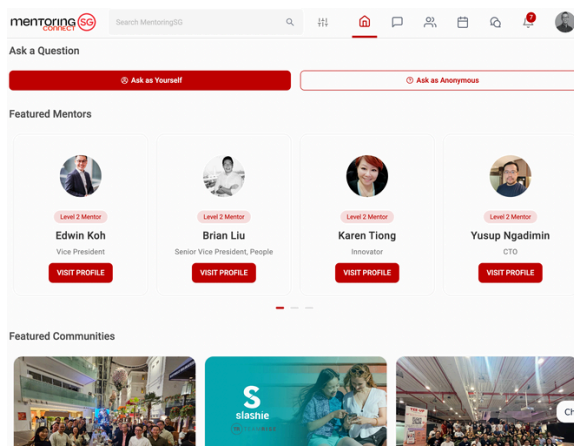 mentoring SG
CONNECT
Search MentoringSG
7
Ask a Question
Ask as Yourself
Ask as Anonymous
Featured Mentors
Level 2 Mentor
Edwin Koh
Vice President
VISIT PROFILE
Level 2 Mentor
Brian Liu
Senior Vice President, People
VISIT PROFILE
Level 2 Mentor
Karen Tiong
Innovator
VISIT PROFILE
Level 2 Mentor
Yusup Ngadimin
CTO
VISIT PROFILE
Featured Communities
S
slashie
Ch